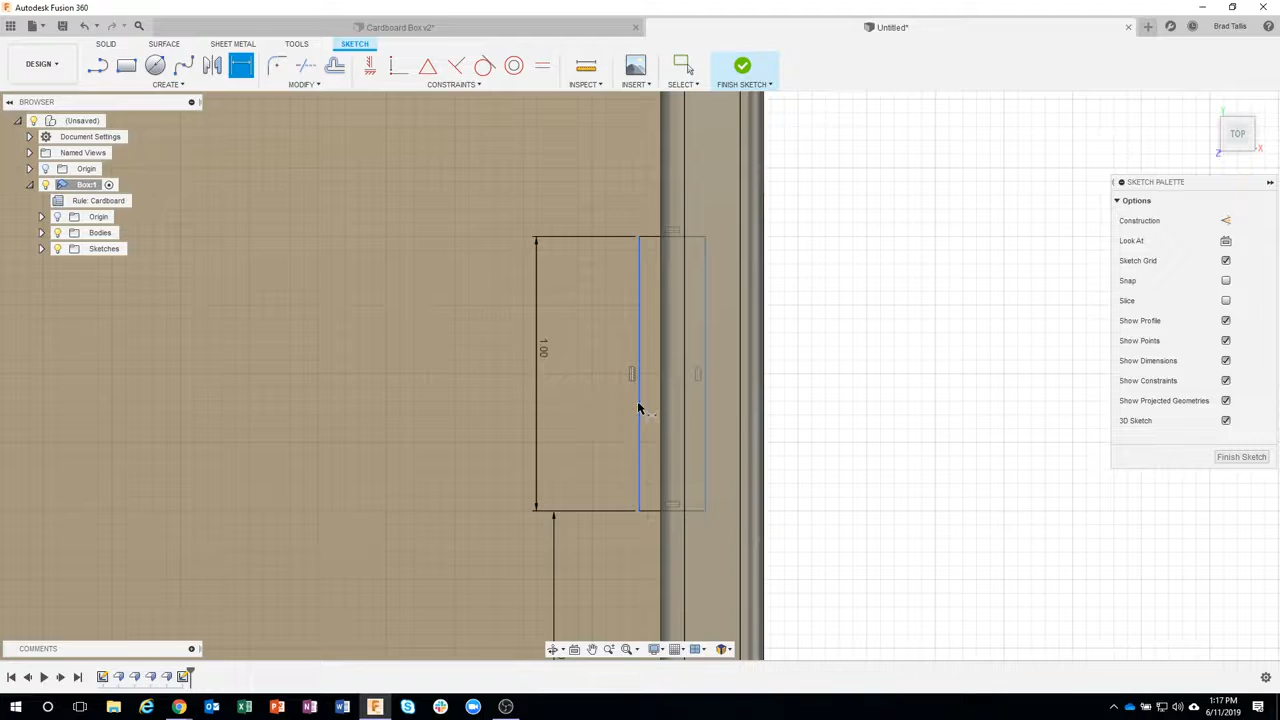 Autodesk Fusion 360
Cardboard Box v2*
Untitled*
Brad Tallis
DESIGN
SOLID
SURFACE
SHEET METAL
TOOLS
SKETCH
CREATE
MODIFY
CONSTRAINTS
INSPECT
INSERT
SELECT
FINISH SKETCH
BROWSER
(Unsaved)
Document Settings
Named Views
Origin
Box:1
Rule: Cardboard
Origin
Bodies
Sketches
1.00
TOP
Y
X
Z
SKETCH PALETTE
Options
Construction
Look At
Sketch Grid
Snap
Slice
Show Profile
Show Points
Show Dimensions
Show Constraints
Show Projected Geometries
3D Sketch
Finish Sketch
COMMENTS
1:17 PM
6/11/2019